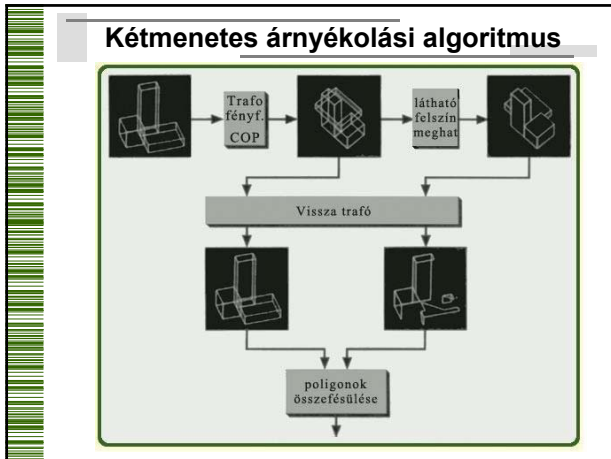 Kétmenetes árnyékolási algoritmus
Trafo
fényf.
COP
látható
felszín
meghat
Vissza trafó
poligonok
összefésülése